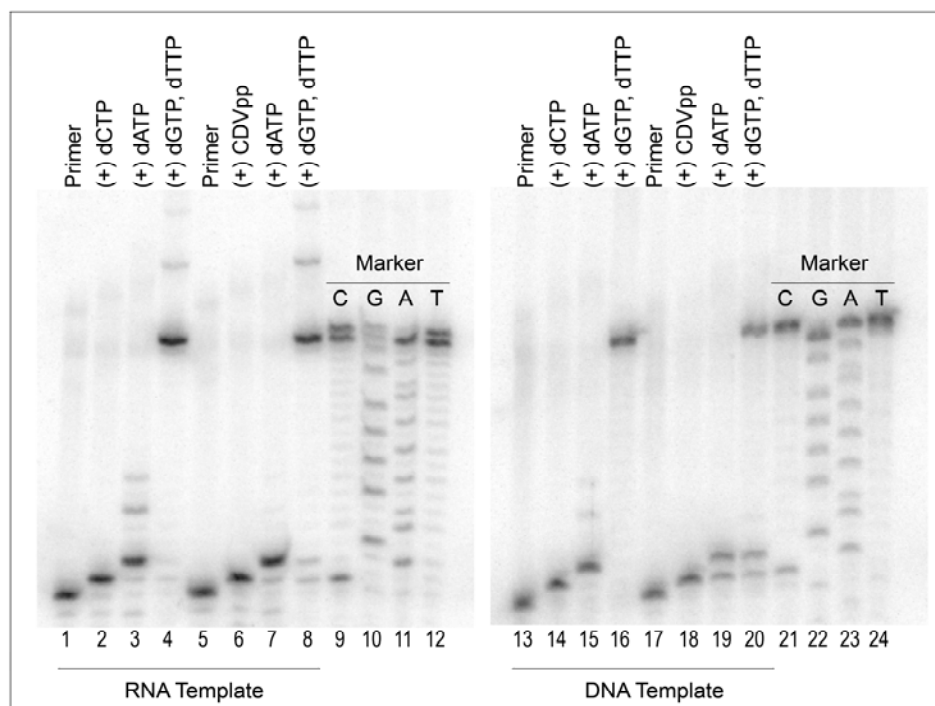 Primer
(+) dCTP
(+) dATP
(+) dGTP, dTTP
Primer
(+) CDVpp
(+) dATP
(+) dGTP, dTTP
Marker
C G A T
1 2 3 4 5 6 7 8 9 10 11 12
RNA Template
Primer
(+) dCTP
(+) dATP
(+) dGTP, dTTP
Primer
(+) CDVpp
(+) dATP
(+) dGTP, dTTP
Marker
C G A T
13 14 15 16 17 18 19 20 21 22 23 24
DNA Template